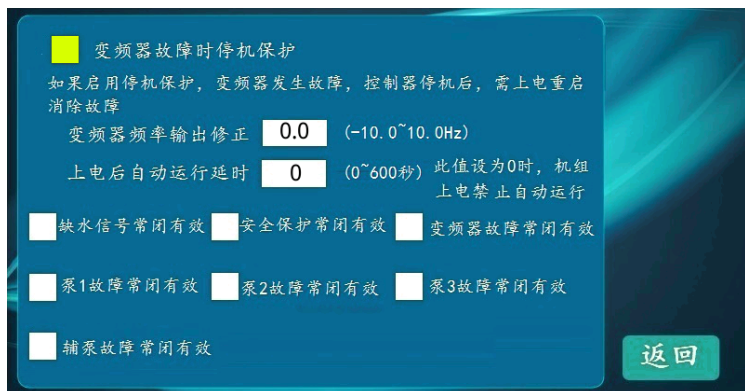 变频器故障时停机保护
如果启用停机保护，变频器发生故障，控制器停机后，需上电重启
消除故障
变频器频率输出修正 0.0 (-10.0~10.0Hz)
上电后自动运行延时 0 (0~600秒) 此值设为0时，机组
上电禁止自动运行
缺水信号常闭有效 安全保护常闭有效 变频器故障常闭有效
泵1故障常闭有效 泵2故障常闭有效 泵3故障常闭有效
辅泵故障常闭有效
返回